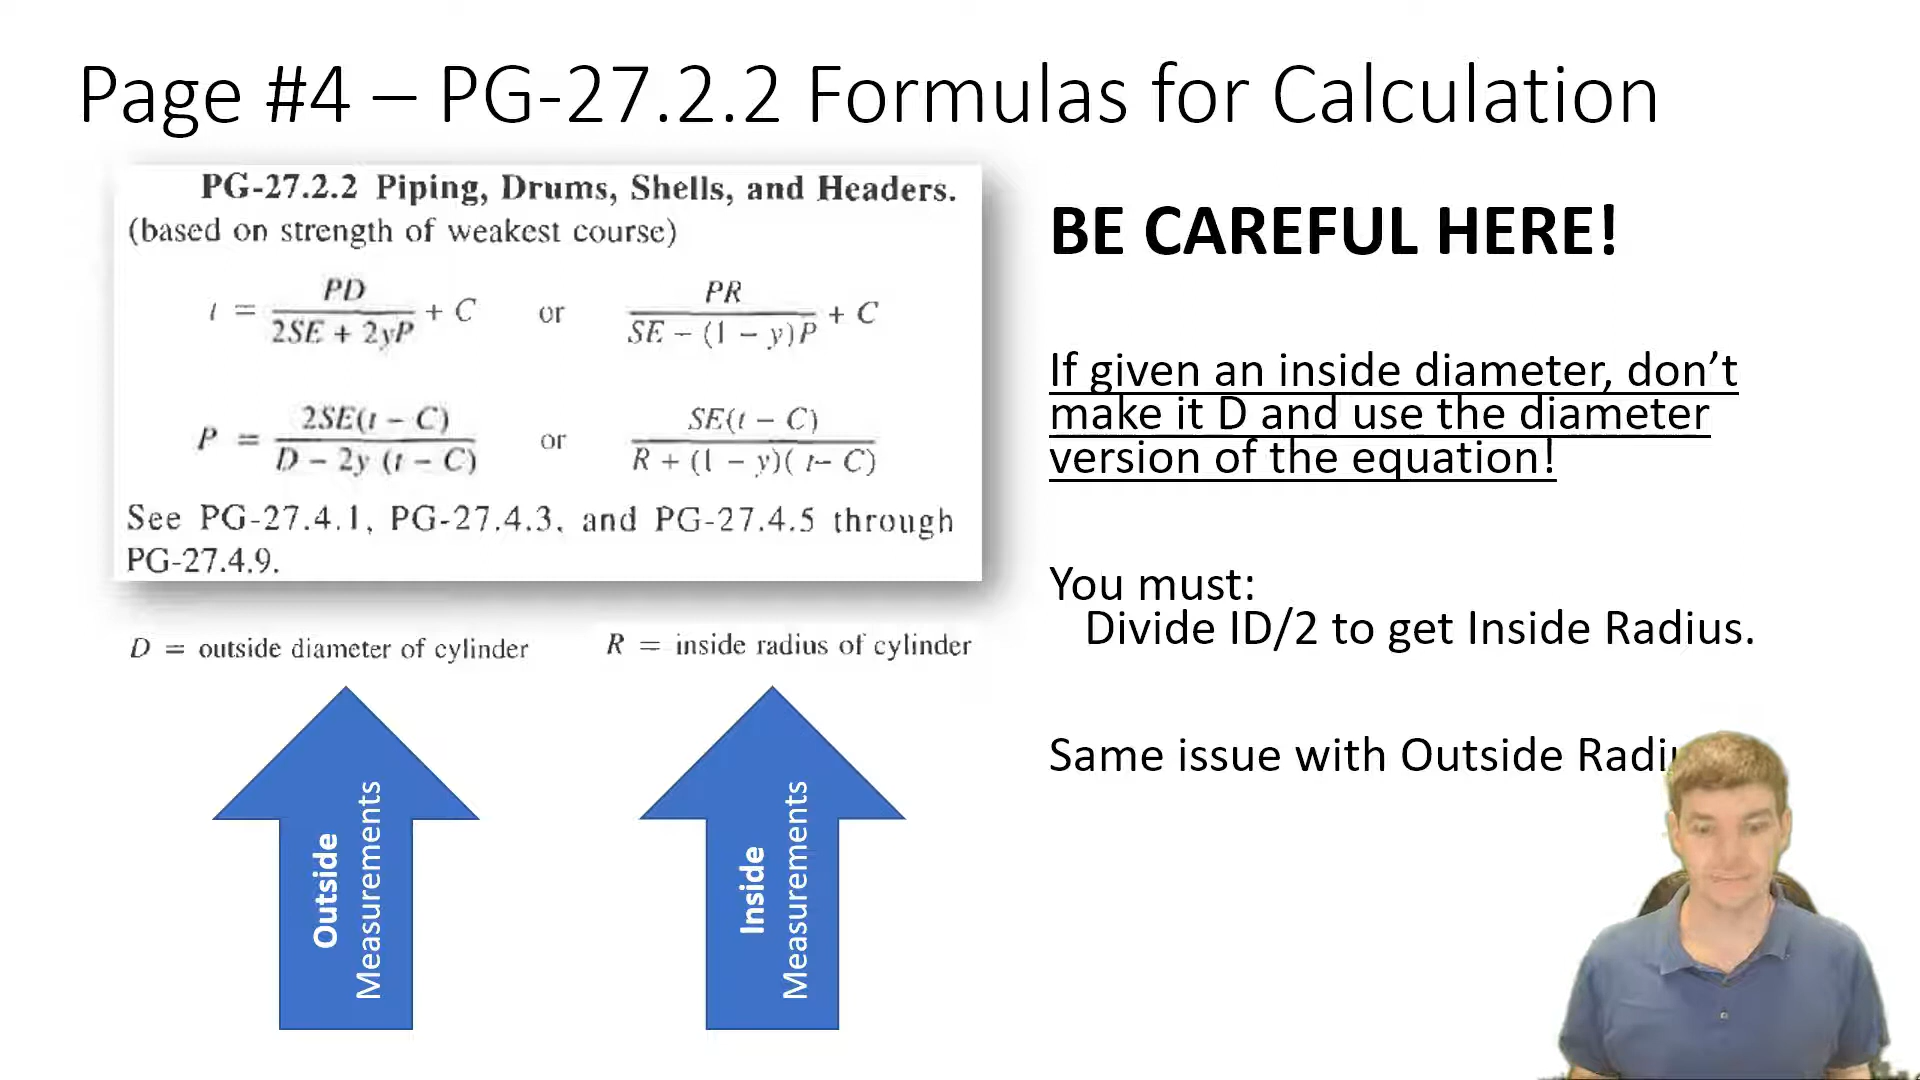 Page #4 – PG-27.2.2 Formulas for Calculation
PG-27.2.2 Piping, Drums, Shells, and Headers.
(based on strength of weakest course)
t = PD / (2SE + 2yP) + C or PR / (SE − (1 − y)P) + C
P = 2SE(t − C) / (D − 2y (t − C)) or SE(t − C) / (R + (1 − y)( t− C))
See PG-27.4.1, PG-27.4.3, and PG-27.4.5 through
PG-27.4.9.
D = outside diameter of cylinder
R = inside radius of cylinder
Outside
Measurements
Inside
Measurements
BE CAREFUL HERE!
If given an inside diameter, don’t
make it D and use the diameter
version of the equation!
You must:
Divide ID/2 to get Inside Radius.
Same issue with Outside